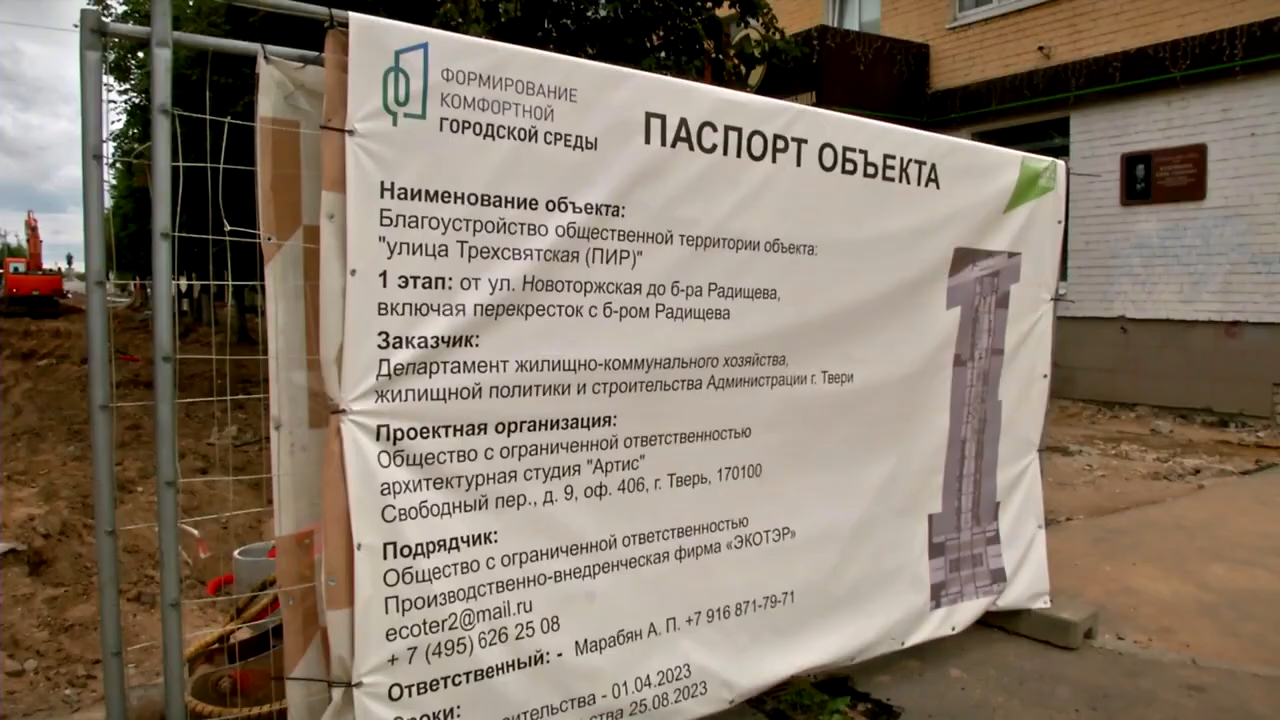 ФОРМИРОВАНИЕ
КОМФОРТНОЙ
ГОРОДСКОЙ СРЕДЫ
ПАСПОРТ ОБЪЕКТА
Наименование объекта:
Благоустройство общественной территории объекта:
"улица Трехсвятская (ПИР)"
1 этап: от ул. Новоторжская до б-ра Радищева,
включая перекресток с б-ром Радищева
Заказчик:
Департамент жилищно-коммунального хозяйства,
жилищной политики и строительства Администрации г. Твери
Проектная организация:
Общество с ограниченной ответственностью
архитектурная студия "Артис"
Свободный пер., д. 9, оф. 406, г. Тверь, 170100
Подрядчик:
Общество с ограниченной ответственностью
Производственно-внедренческая фирма «ЭКОТЭР»
ecoter2@mail.ru
+ 7 (495) 626 25 08
Ответственный: - Марабян А. П. +7 916 871-79-71
Сроки:
оительства - 01.04.2023
ства 25.08.2023